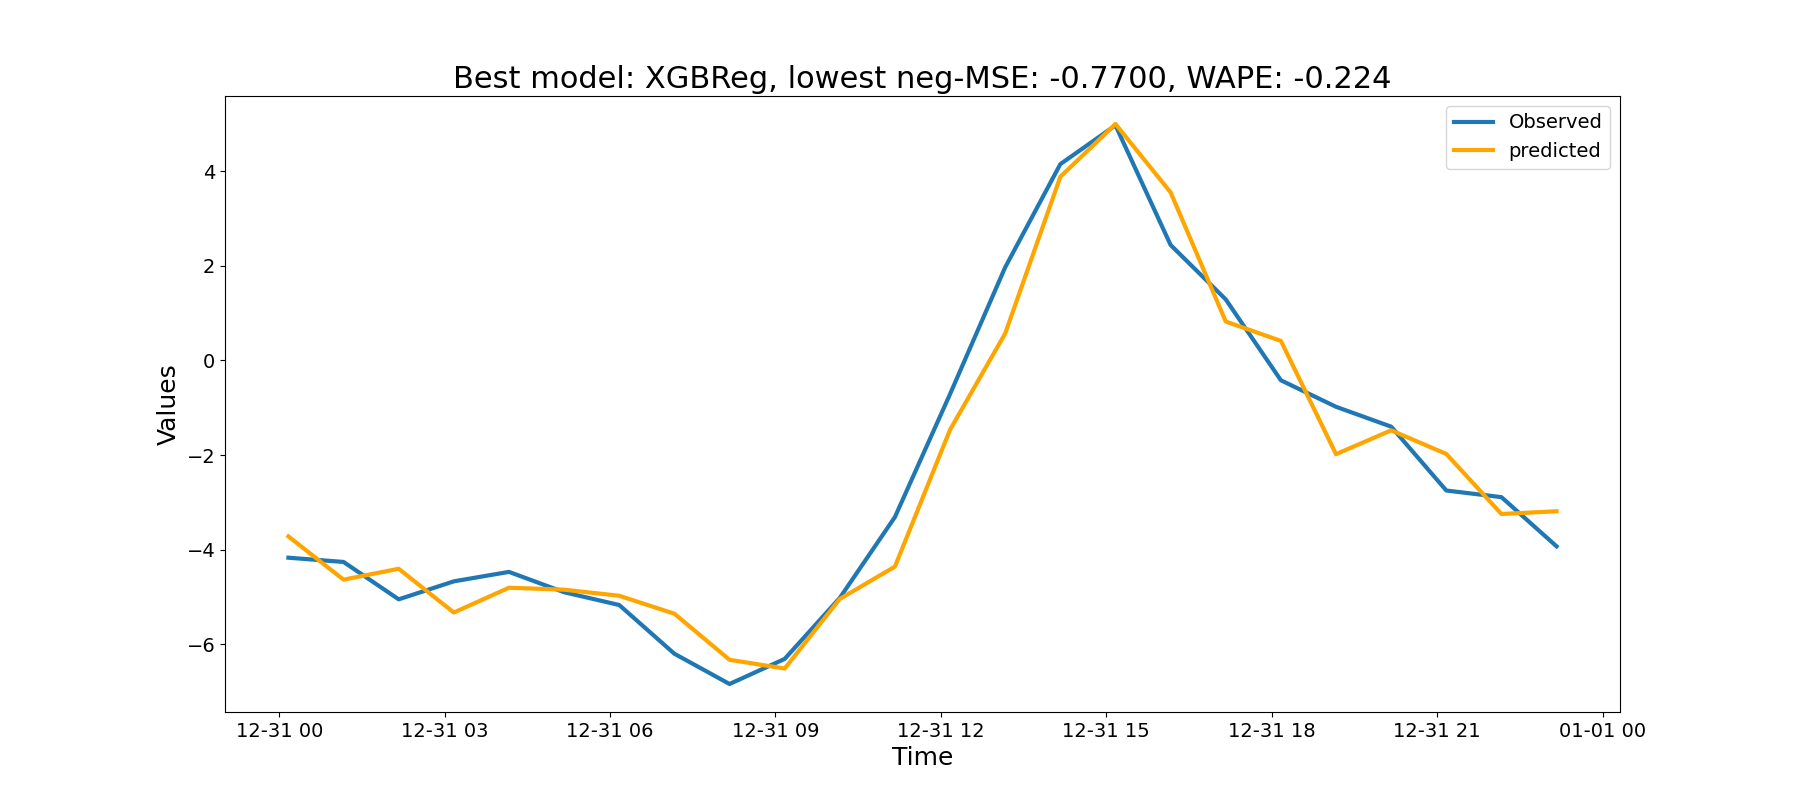 Best model: XGBReg, lowest neg-MSE: -0.7700, WAPE: -0.224
Observed
predicted
Values
4
2
0
−2
−4
−6
12-31 00 12-31 03 12-31 06 12-31 09 12-31 12 12-31 15 12-31 18 12-31 21 01-01 00
Time